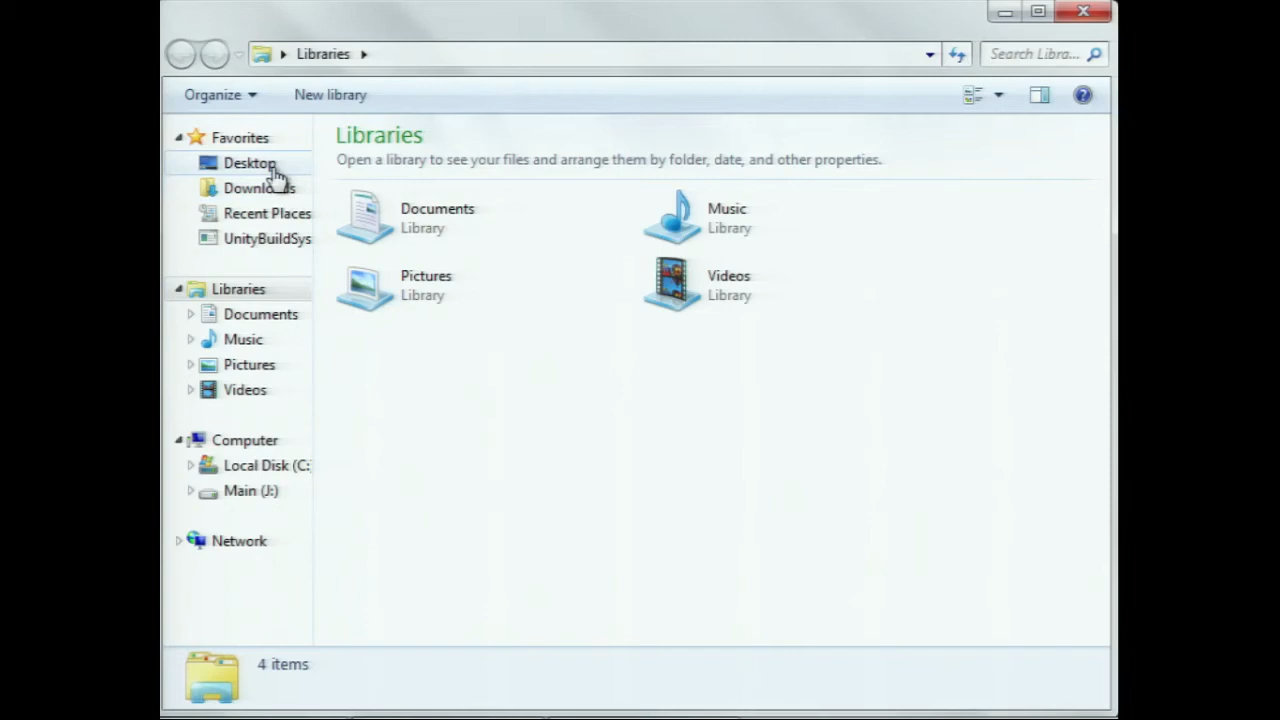 Libraries
Search Libra...
Organize
New library
Favorites
Desktop
Downloads
Recent Places
UnityBuildSys
Libraries
Documents
Music
Pictures
Videos
Computer
Local Disk (C:
Main (J:)
Network
Libraries
Open a library to see your files and arrange them by folder, date, and other properties.
Documents
Library
Music
Library
Pictures
Library
Videos
Library
4 items